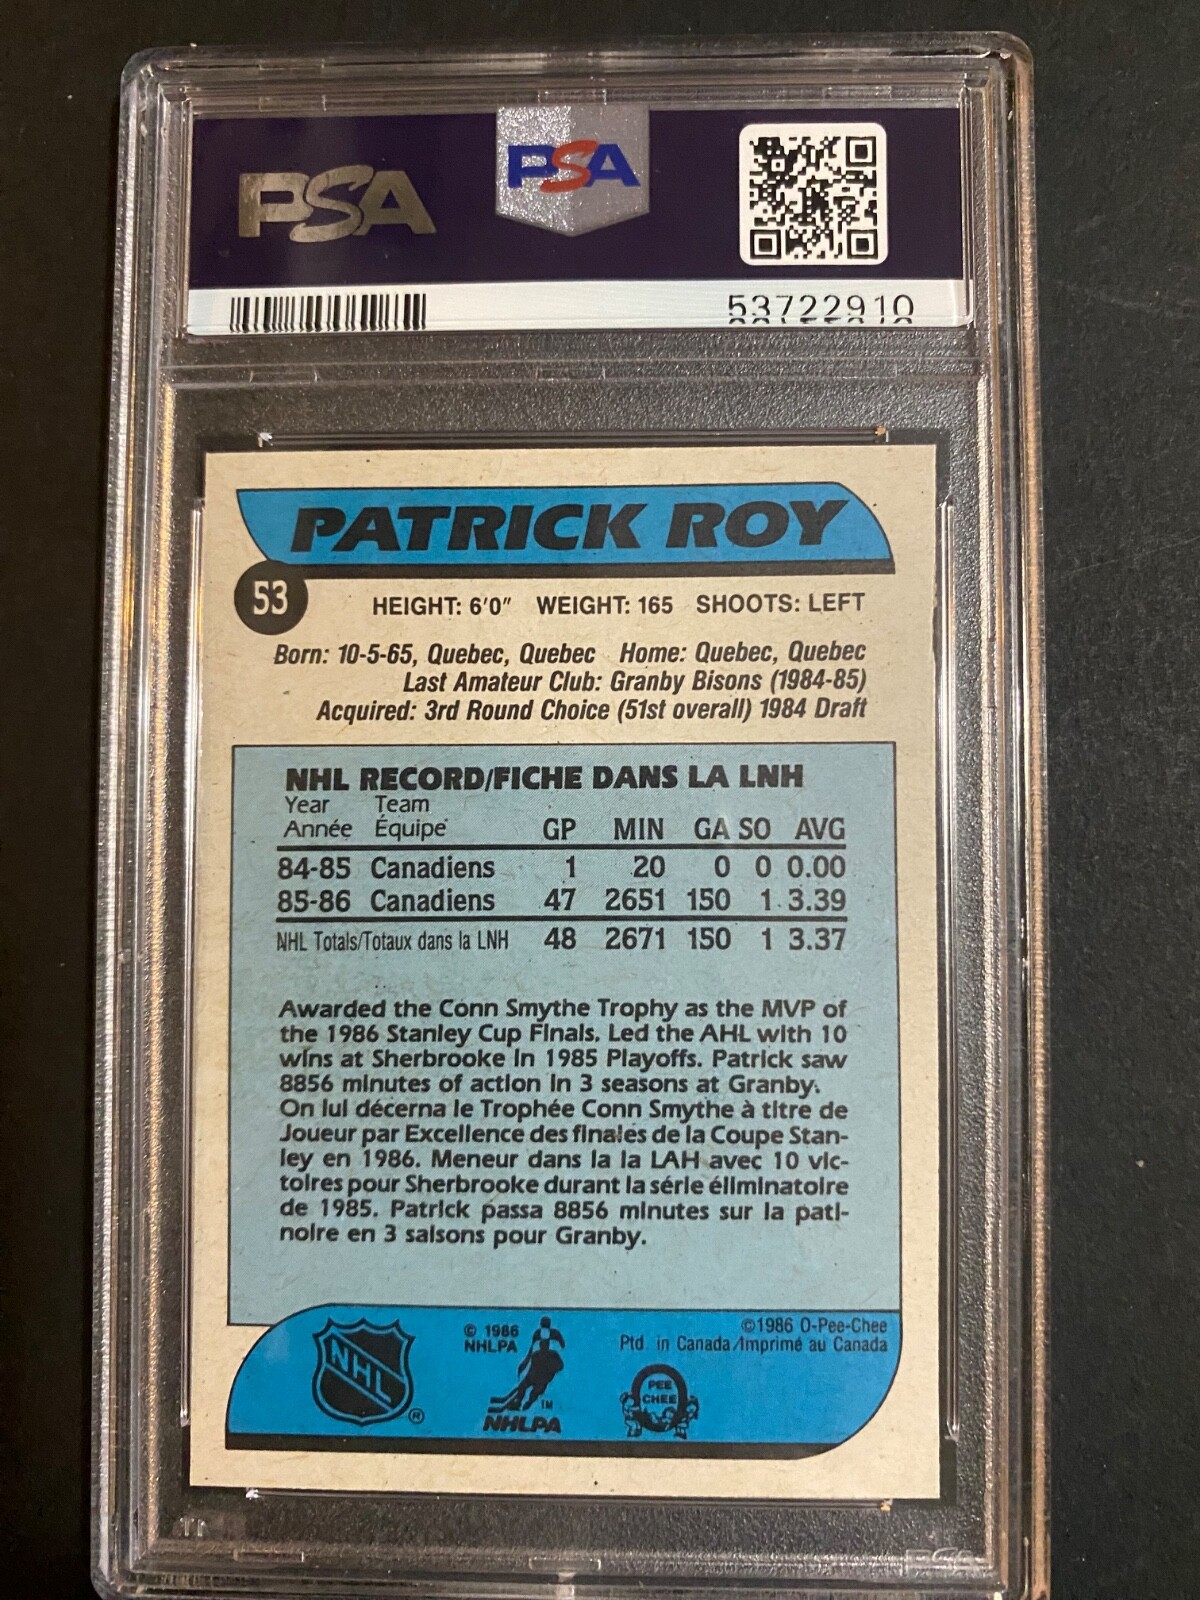 PSA
PSA
53722910
PATRICK ROY
53
HEIGHT: 6'0" WEIGHT: 165 SHOOTS: LEFT
Born: 10-5-65, Quebec, Quebec Home: Quebec, Quebec
Last Amateur Club: Granby Bisons (1984-85)
Acquired: 3rd Round Choice (51st overall) 1984 Draft
NHL RECORD/FICHE DANS LA LNH
Year Team
Année Équipe GP MIN GA SO AVG
84-85 Canadiens 1 20 0 0 0.00
85-86 Canadiens 47 2651 150 1 3.39
NHL Totals/Totaux dans la LNH 48 2671 150 1 3.37
Awarded the Conn Smythe Trophy as the MVP of
the 1986 Stanley Cup Finals. Led the AHL with 10
wins at Sherbrooke in 1985 Playoffs. Patrick saw
8856 minutes of action in 3 seasons at Granby.
On lui décerna le Trophée Conn Smythe à titre de
Joueur par Excellence des finales de la Coupe Stan-
ley en 1986. Meneur dans la la LAH avec 10 vic-
toires pour Sherbrooke durant la série éliminatoire
de 1985. Patrick passa 8856 minutes sur la pati-
noire en 3 saisons pour Granby.
NHL
®
© 1986
NHLPA
TM
NHLPA
©1986 O-Pee-Chee
Ptd. in Canada/Imprimé au Canada
PEE
CHEE